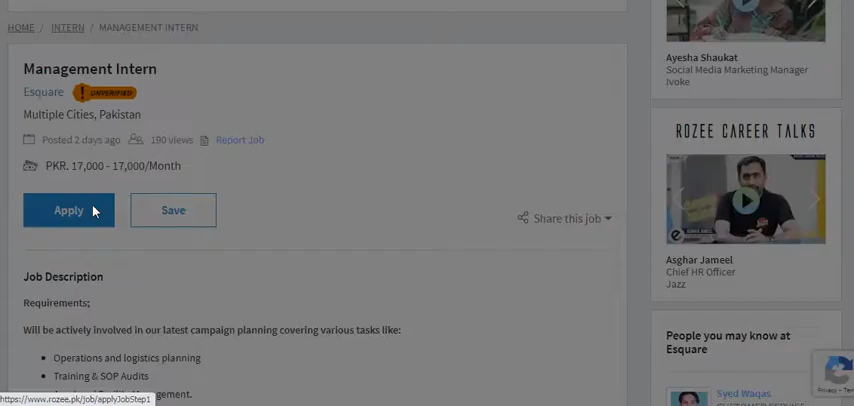 HOME / INTERN / MANAGEMENT INTERN
Management Intern
Esquare ! UNVERIFIED
Multiple Cities, Pakistan
Posted 2 days ago 190 views Report Job
PKR. 17,000 - 17,000/Month
Apply Save
Share this job
Job Description
Requirements;
Will be actively involved in our latest campaign planning covering various tasks like:
• Operations and logistics planning
• Training & SOP Audits
https://www.rozee.pk/job/applyJobStep1
Ayesha Shaukat
Social Media Marketing Manager
Ivoke
ROZEE CAREER TALKS
Asghar Jameel
Chief HR Officer
Jazz
People you may know at
Esquare
Syed Waqas
Privacy